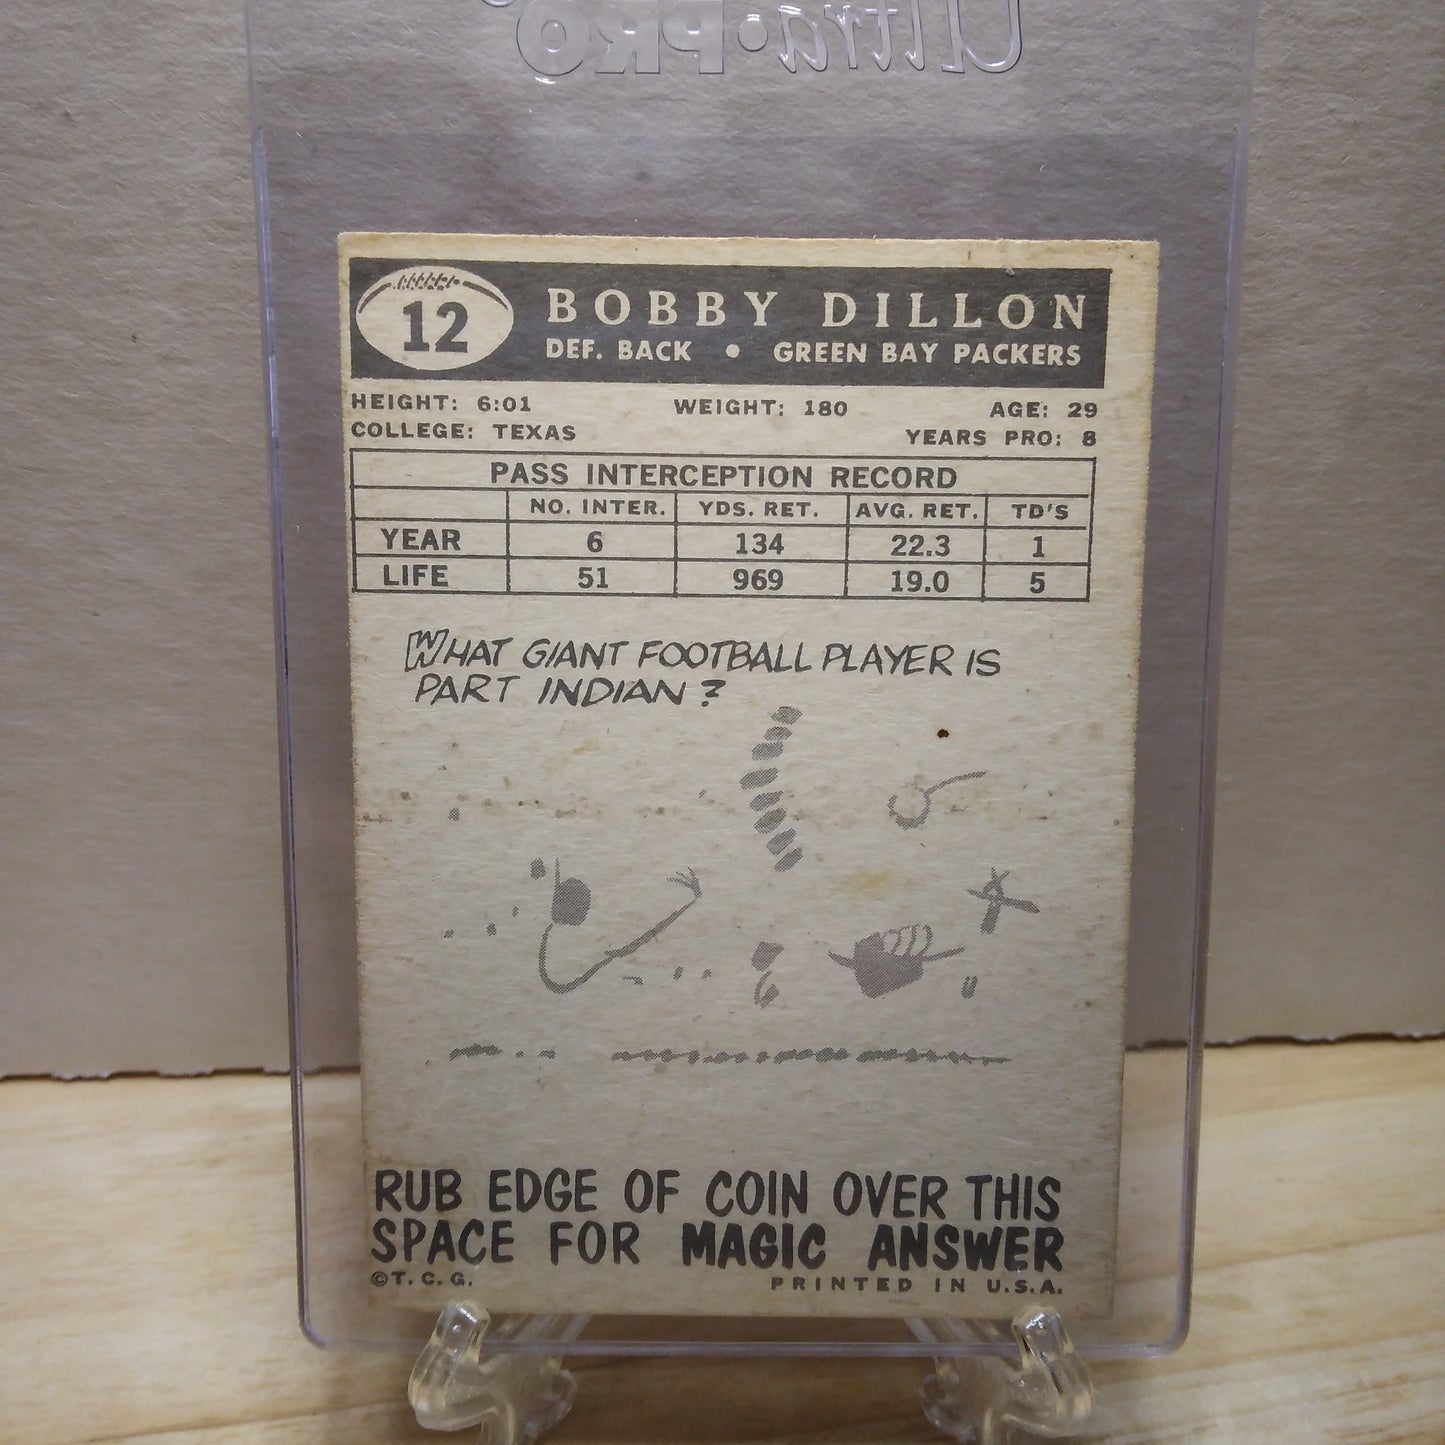 Ultra•PRO
12
BOBBY DILLON
DEF. BACK • GREEN BAY PACKERS
HEIGHT: 6:01 WEIGHT: 180 AGE: 29
COLLEGE: TEXAS YEARS PRO: 8
PASS INTERCEPTION RECORD
NO. INTER. YDS. RET. AVG. RET. TD'S
YEAR 6 134 22.3 1
LIFE 51 969 19.0 5
WHAT GIANT FOOTBALL PLAYER IS
PART INDIAN?
RUB EDGE OF COIN OVER THIS
SPACE FOR MAGIC ANSWER
©T.C.G. PRINTED IN U.S.A.